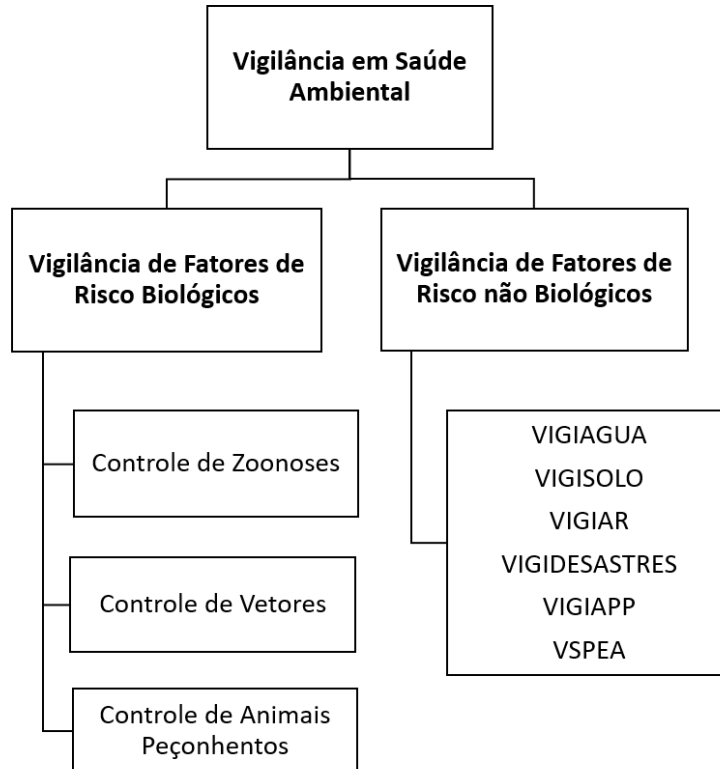 Vigilância em Saúde
Ambiental
Vigilância de Fatores de
Risco Biológicos
Vigilância de Fatores de
Risco não Biológicos
Controle de Zoonoses
Controle de Vetores
Controle de Animais
Peçonhentos
VIGIAGUA
VIGISOLO
VIGIAR
VIGIDESASTRES
VIGIAPP
VSPEA